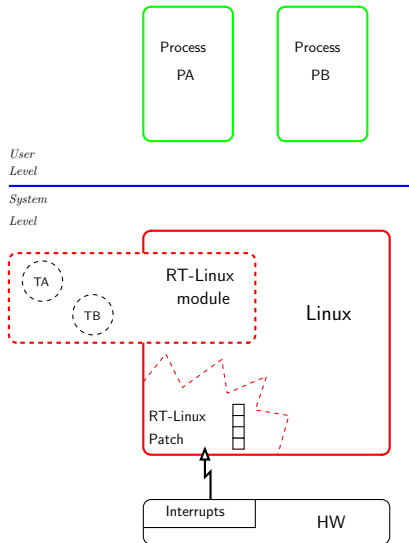 Process
PA
Process
PB
User
Level
System
Level
TA
TB
RT-Linux
module
Linux
RT-Linux
Patch
Interrupts
HW